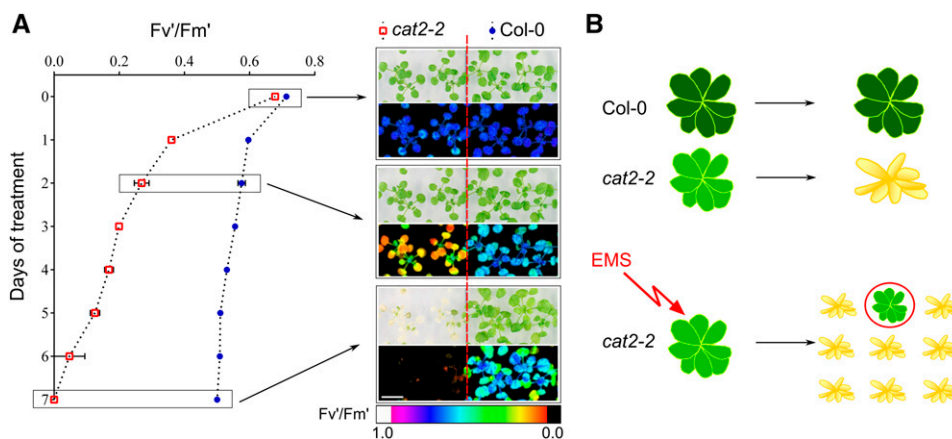 A
Fv'/Fm'
cat2-2 Col-0
0.0 0.2 0.4 0.6 0.8
Days of treatment
0
1
2
3
4
5
6
7
Fv'/Fm'
1.0 0.0
B
Col-0
cat2-2
EMS
cat2-2